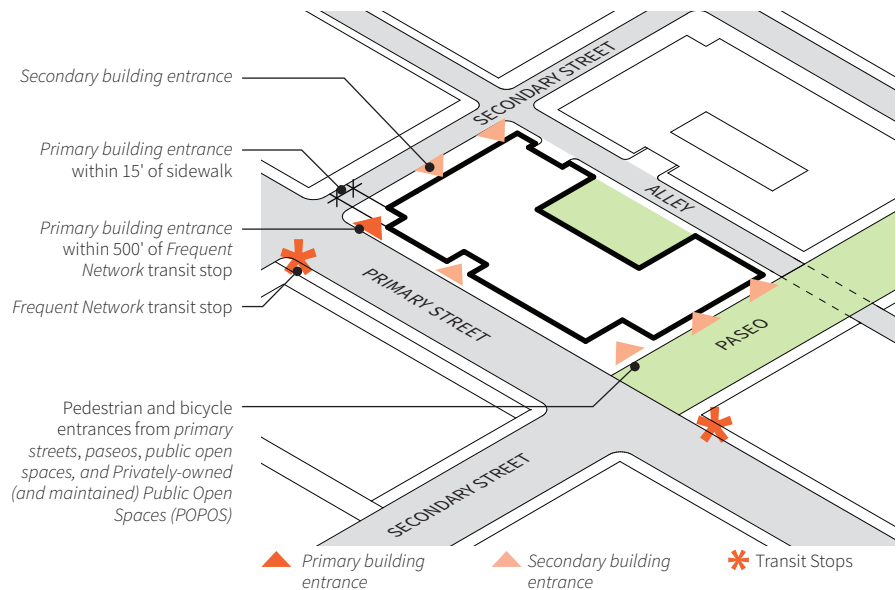 Secondary building entrance
Primary building entrance
within 15' of sidewalk
Primary building entrance
within 500' of Frequent
Network transit stop
Frequent Network transit stop
Pedestrian and bicycle
entrances from primary
streets, paseos, public open
spaces, and Privately-owned
(and maintained) Public Open
Spaces (POPOS)
SECONDARY STREET
ALLEY
PRIMARY STREET
PASEO
SECONDARY STREET
Primary building
entrance
Secondary building
entrance
Transit Stops